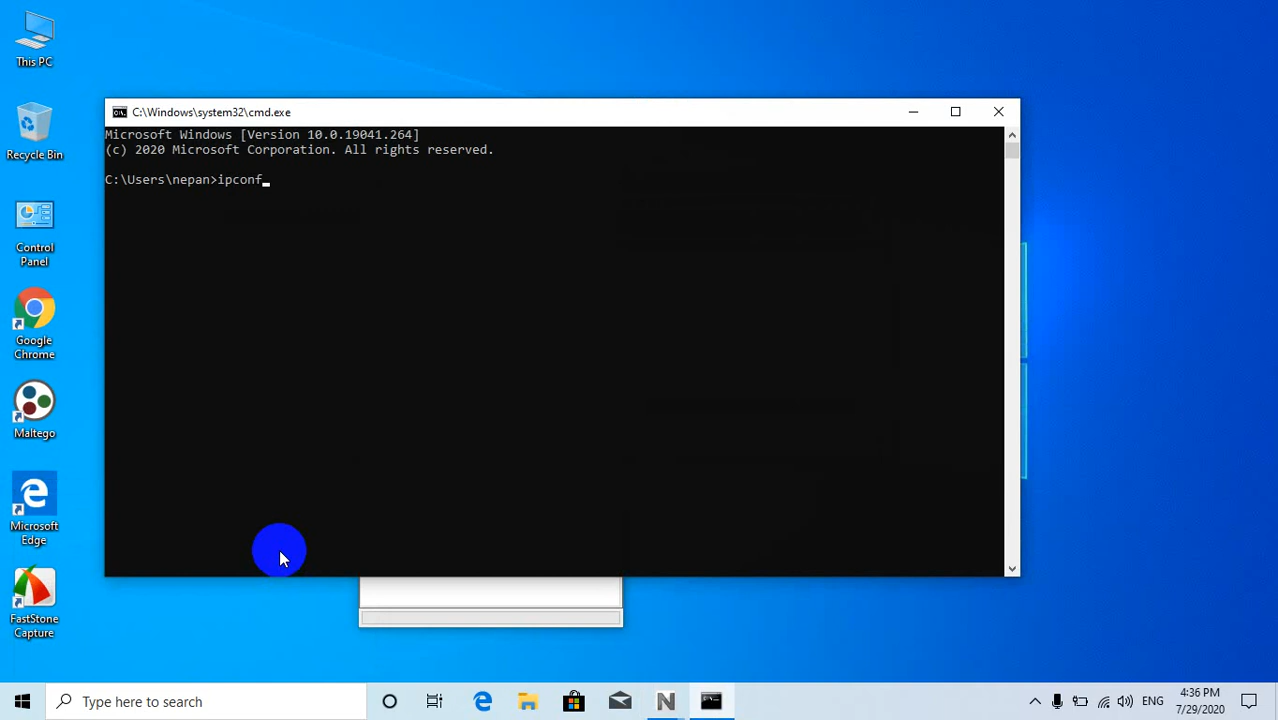 This PC
Recycle Bin
Control
Panel
Google
Chrome
Maltego
Microsoft
Edge
FastStone
Capture
C:\Windows\system32\cmd.exe
Microsoft Windows [Version 10.0.19041.264]
(c) 2020 Microsoft Corporation. All rights reserved.
C:\Users\nepan>ipconf_
Type here to search
ENG
4:36 PM
7/29/2020